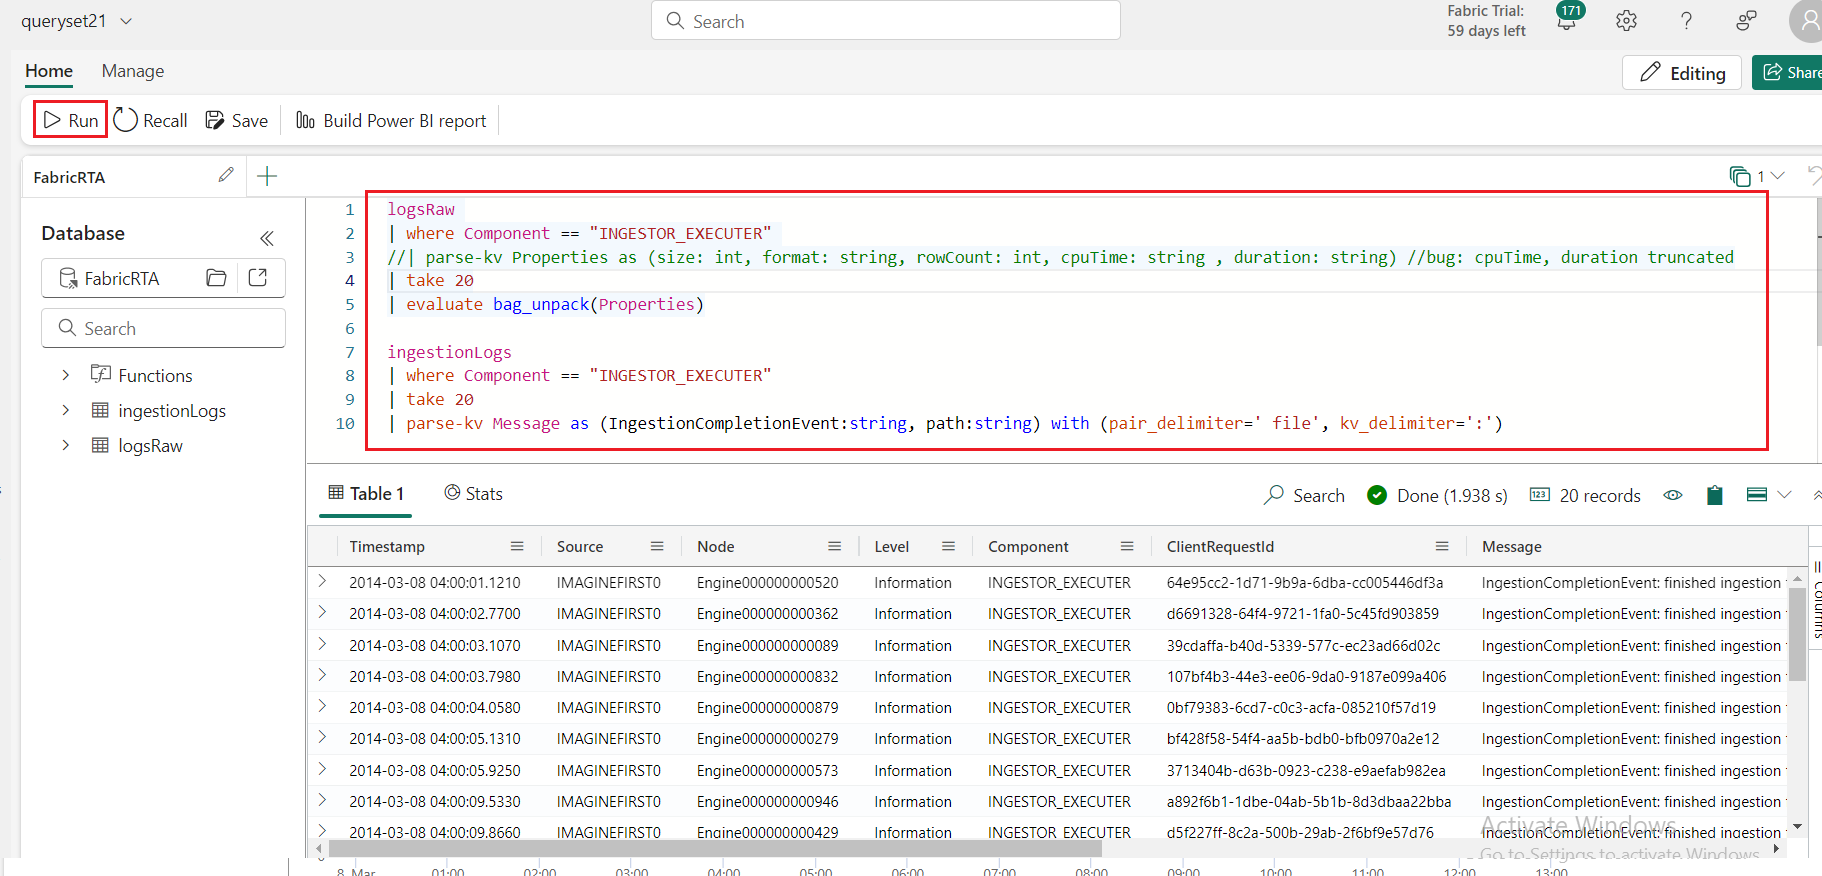 queryset21
Search
Fabric Trial:
59 days left
171
Home Manage
Editing
Share
Run Recall Save Build Power BI report
FabricRTA
1
Database
FabricRTA
Search
Functions
ingestionLogs
logsRaw
1 logsRaw
2 | where Component == "INGESTOR_EXECUTER"
3 //| parse-kv Properties as (size: int, format: string, rowCount: int, cpuTime: string , duration: string) //bug: cpuTime, duration truncated
4 | take 20
5 | evaluate bag_unpack(Properties)
6
7 ingestionLogs
8 | where Component == "INGESTOR_EXECUTER"
9 | take 20
10 | parse-kv Message as (IngestionCompletionEvent:string, path:string) with (pair_delimiter=' file', kv_delimiter=':')
Table 1 Stats
Search Done (1.938 s) 123 20 records
Timestamp Source Node Level Component ClientRequestId Message
2014-03-08 04:00:01.1210 IMAGINEFIRST0 Engine000000000520 Information INGESTOR_EXECUTER 64e95cc2-1d71-9b9a-6dba-cc005446df3a IngestionCompletionEvent: finished ingestion
2014-03-08 04:00:02.7700 IMAGINEFIRST0 Engine000000000362 Information INGESTOR_EXECUTER d6691328-64f4-9721-1fa0-5c45fd903859 IngestionCompletionEvent: finished ingestion
2014-03-08 04:00:03.1070 IMAGINEFIRST0 Engine000000000089 Information INGESTOR_EXECUTER 39cdaffa-b40d-5339-577c-ec23ad66d02c IngestionCompletionEvent: finished ingestion
2014-03-08 04:00:03.7980 IMAGINEFIRST0 Engine000000000832 Information INGESTOR_EXECUTER 107bf4b3-44e3-ee06-9da0-9187e099a406 IngestionCompletionEvent: finished ingestion
2014-03-08 04:00:04.0580 IMAGINEFIRST0 Engine000000000879 Information INGESTOR_EXECUTER 0bf79383-6cd7-c0c3-acfa-085210f57d19 IngestionCompletionEvent: finished ingestion
2014-03-08 04:00:05.1310 IMAGINEFIRST0 Engine000000000279 Information INGESTOR_EXECUTER bf428f58-54f4-aa5b-bdb0-bfb0970a2e12 IngestionCompletionEvent: finished ingestion
2014-03-08 04:00:05.9250 IMAGINEFIRST0 Engine000000000573 Information INGESTOR_EXECUTER 3713404b-d63b-0923-c238-e9aefab982ea IngestionCompletionEvent: finished ingestion
2014-03-08 04:00:09.5330 IMAGINEFIRST0 Engine000000000946 Information INGESTOR_EXECUTER a892f6b1-1dbe-04ab-5b1b-8d3dbaa22bba IngestionCompletionEvent: finished ingestion
2014-03-08 04:00:09.8660 IMAGINEFIRST0 Engine000000000429 Information INGESTOR_EXECUTER d5f227ff-8c2a-500b-29ab-2f6bf9e57d76 IngestionCompletionEvent: finished ingestion
Columns
Activate Windows
Go to Settings to activate Windows.
8. Mar 01:00 02:00 03:00 04:00 05:00 06:00 07:00 08:00 09:00 10:00 11:00 12:00 13:00